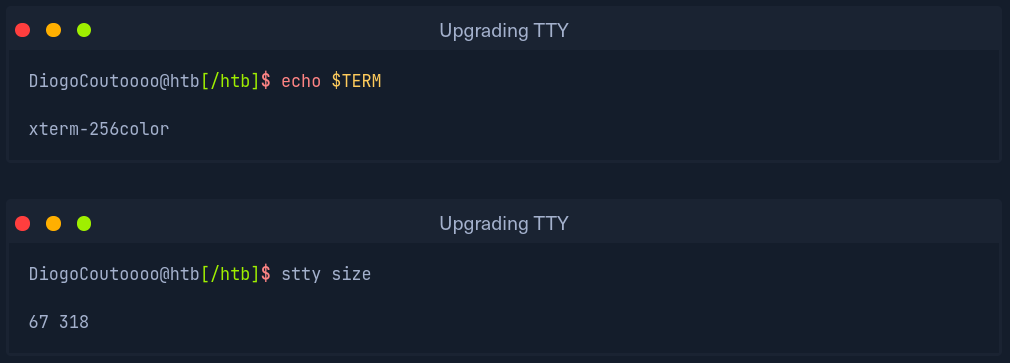 Upgrading TTY
DiogoCoutoooo@htb[/htb]$ echo $TERM
xterm-256color
Upgrading TTY
DiogoCoutoooo@htb[/htb]$ stty size
67 318